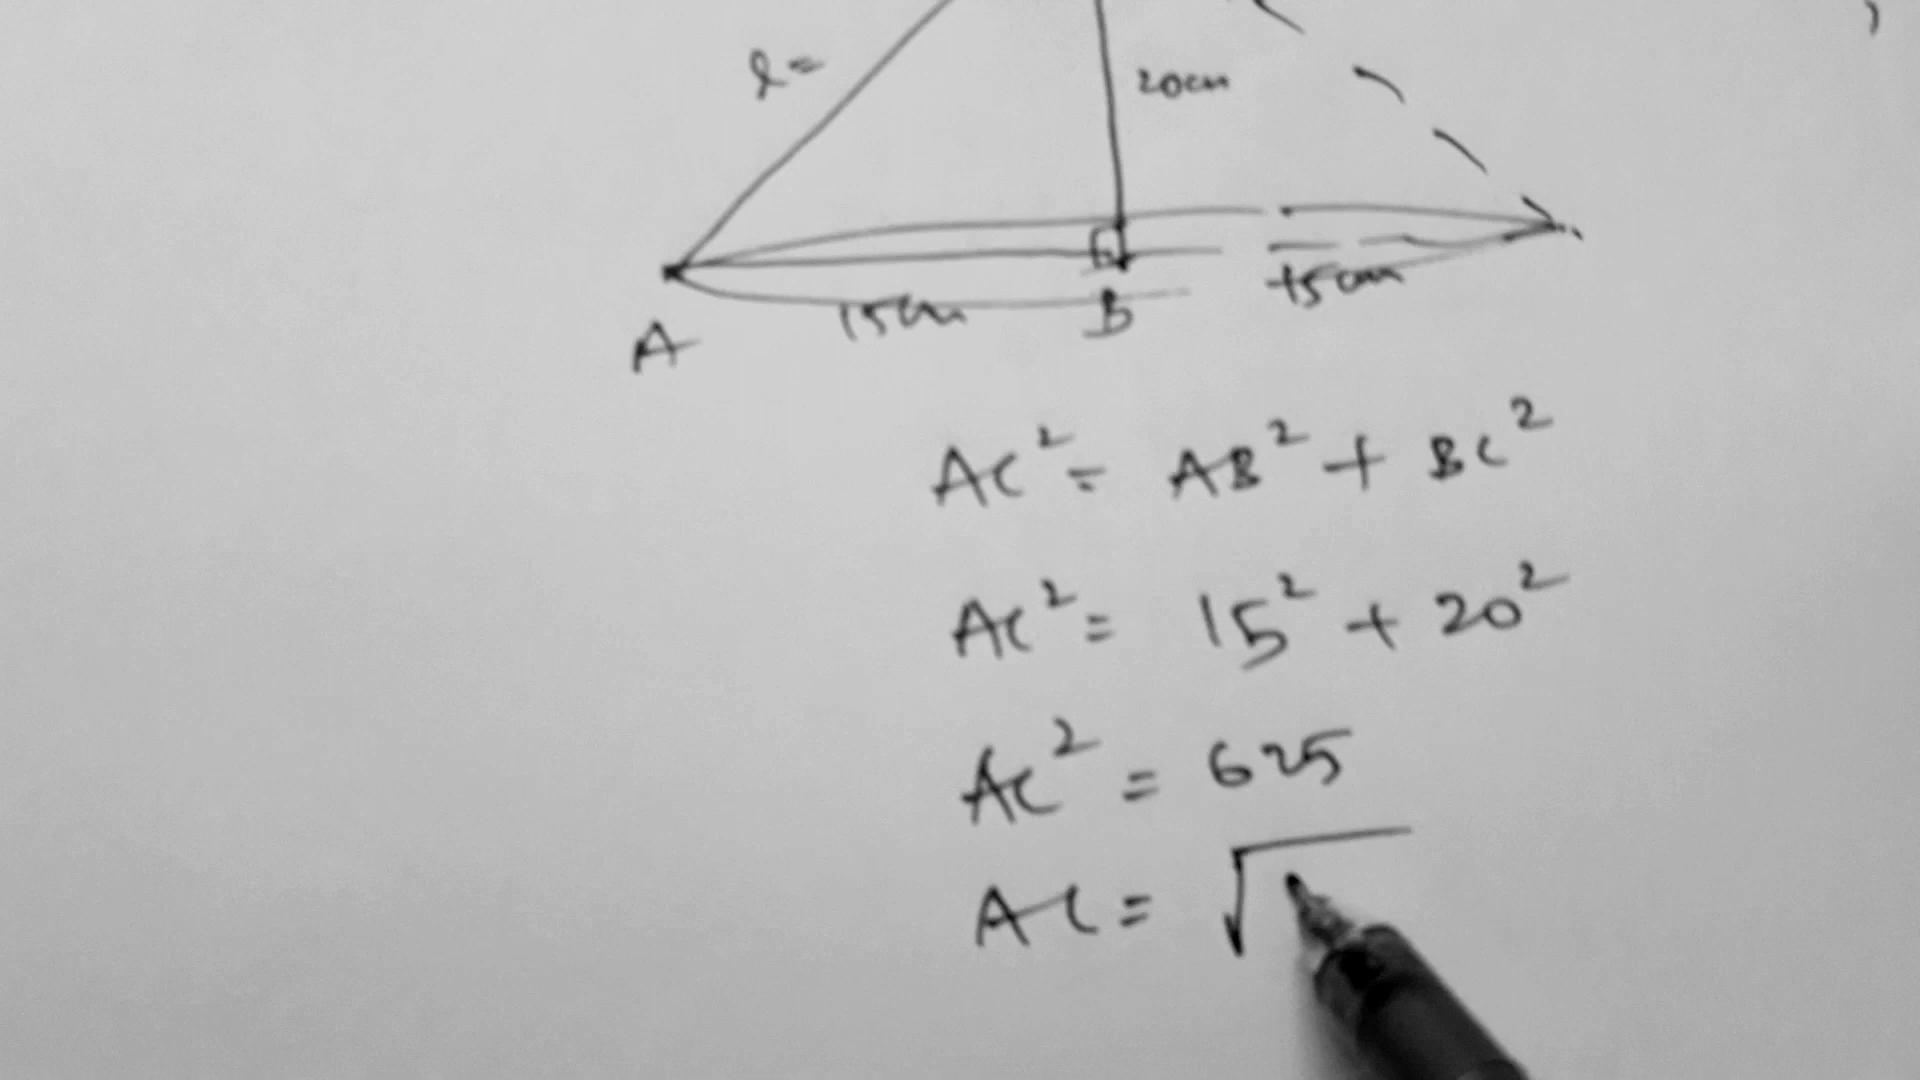 l=
20cm
15cm
15cm
B
A
AC² = AB² + BC²
AC² = 15² + 20²
AC² = 625
AC = √